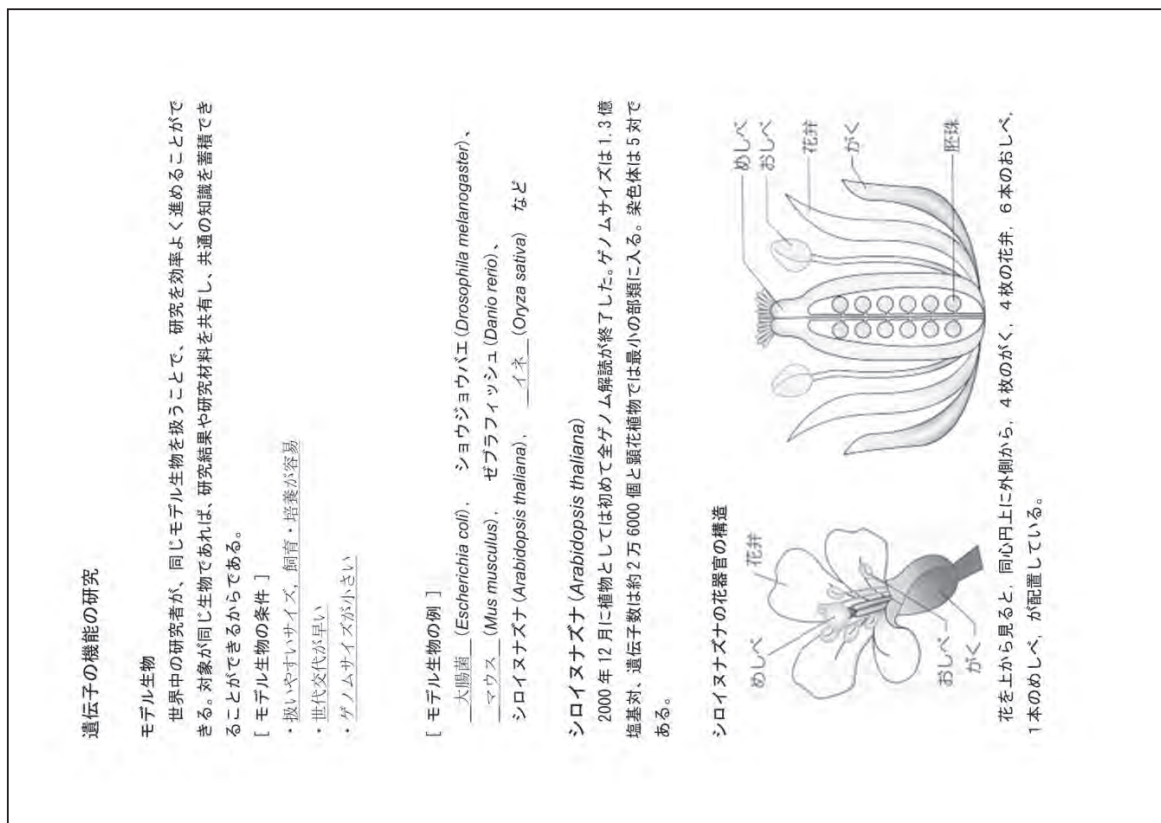 遺伝子の機能の研究
モデル生物
世界中の研究者が、同じモデル生物を扱うことで、研究を効率よく進めることがで
きる。対象が同じ生物であれば、研究結果や研究材料を共有し、共通の知識を蓄積でき
ることができるからである。
[ モデル生物の条件 ]
・扱いやすいサイズ，飼育・培養が容易
・世代交代が早い
・ゲノムサイズが小さい
[ モデル生物の例 ]
大腸菌 (Escherichia coli)， ショウジョウバエ(Drosophila melanogaster)、
マウス (Mus musculus)， ゼブラフィッシュ(Danio rerio)、
シロイヌナズナ(Arabidopsis thaliana)， イネ (Oryza sativa) など
シロイヌナズナ(Arabidopsis thaliana)
2000年12月に植物としては初めて全ゲノム解読が終了した。ゲノムサイズは1.3億
塩基対、遺伝子数は約2万6000個と顕花植物では最小の部類に入る。染色体は5対で
ある。
シロイヌナズナの花器官の構造
めしべ
花弁
おしべ
がく
めしべ
おしべ
花弁
がく
胚珠
花を上から見ると，同心円上に外側から，4枚のがく，4枚の花弁，6本のおしべ，
1本のめしべ，が配置している。